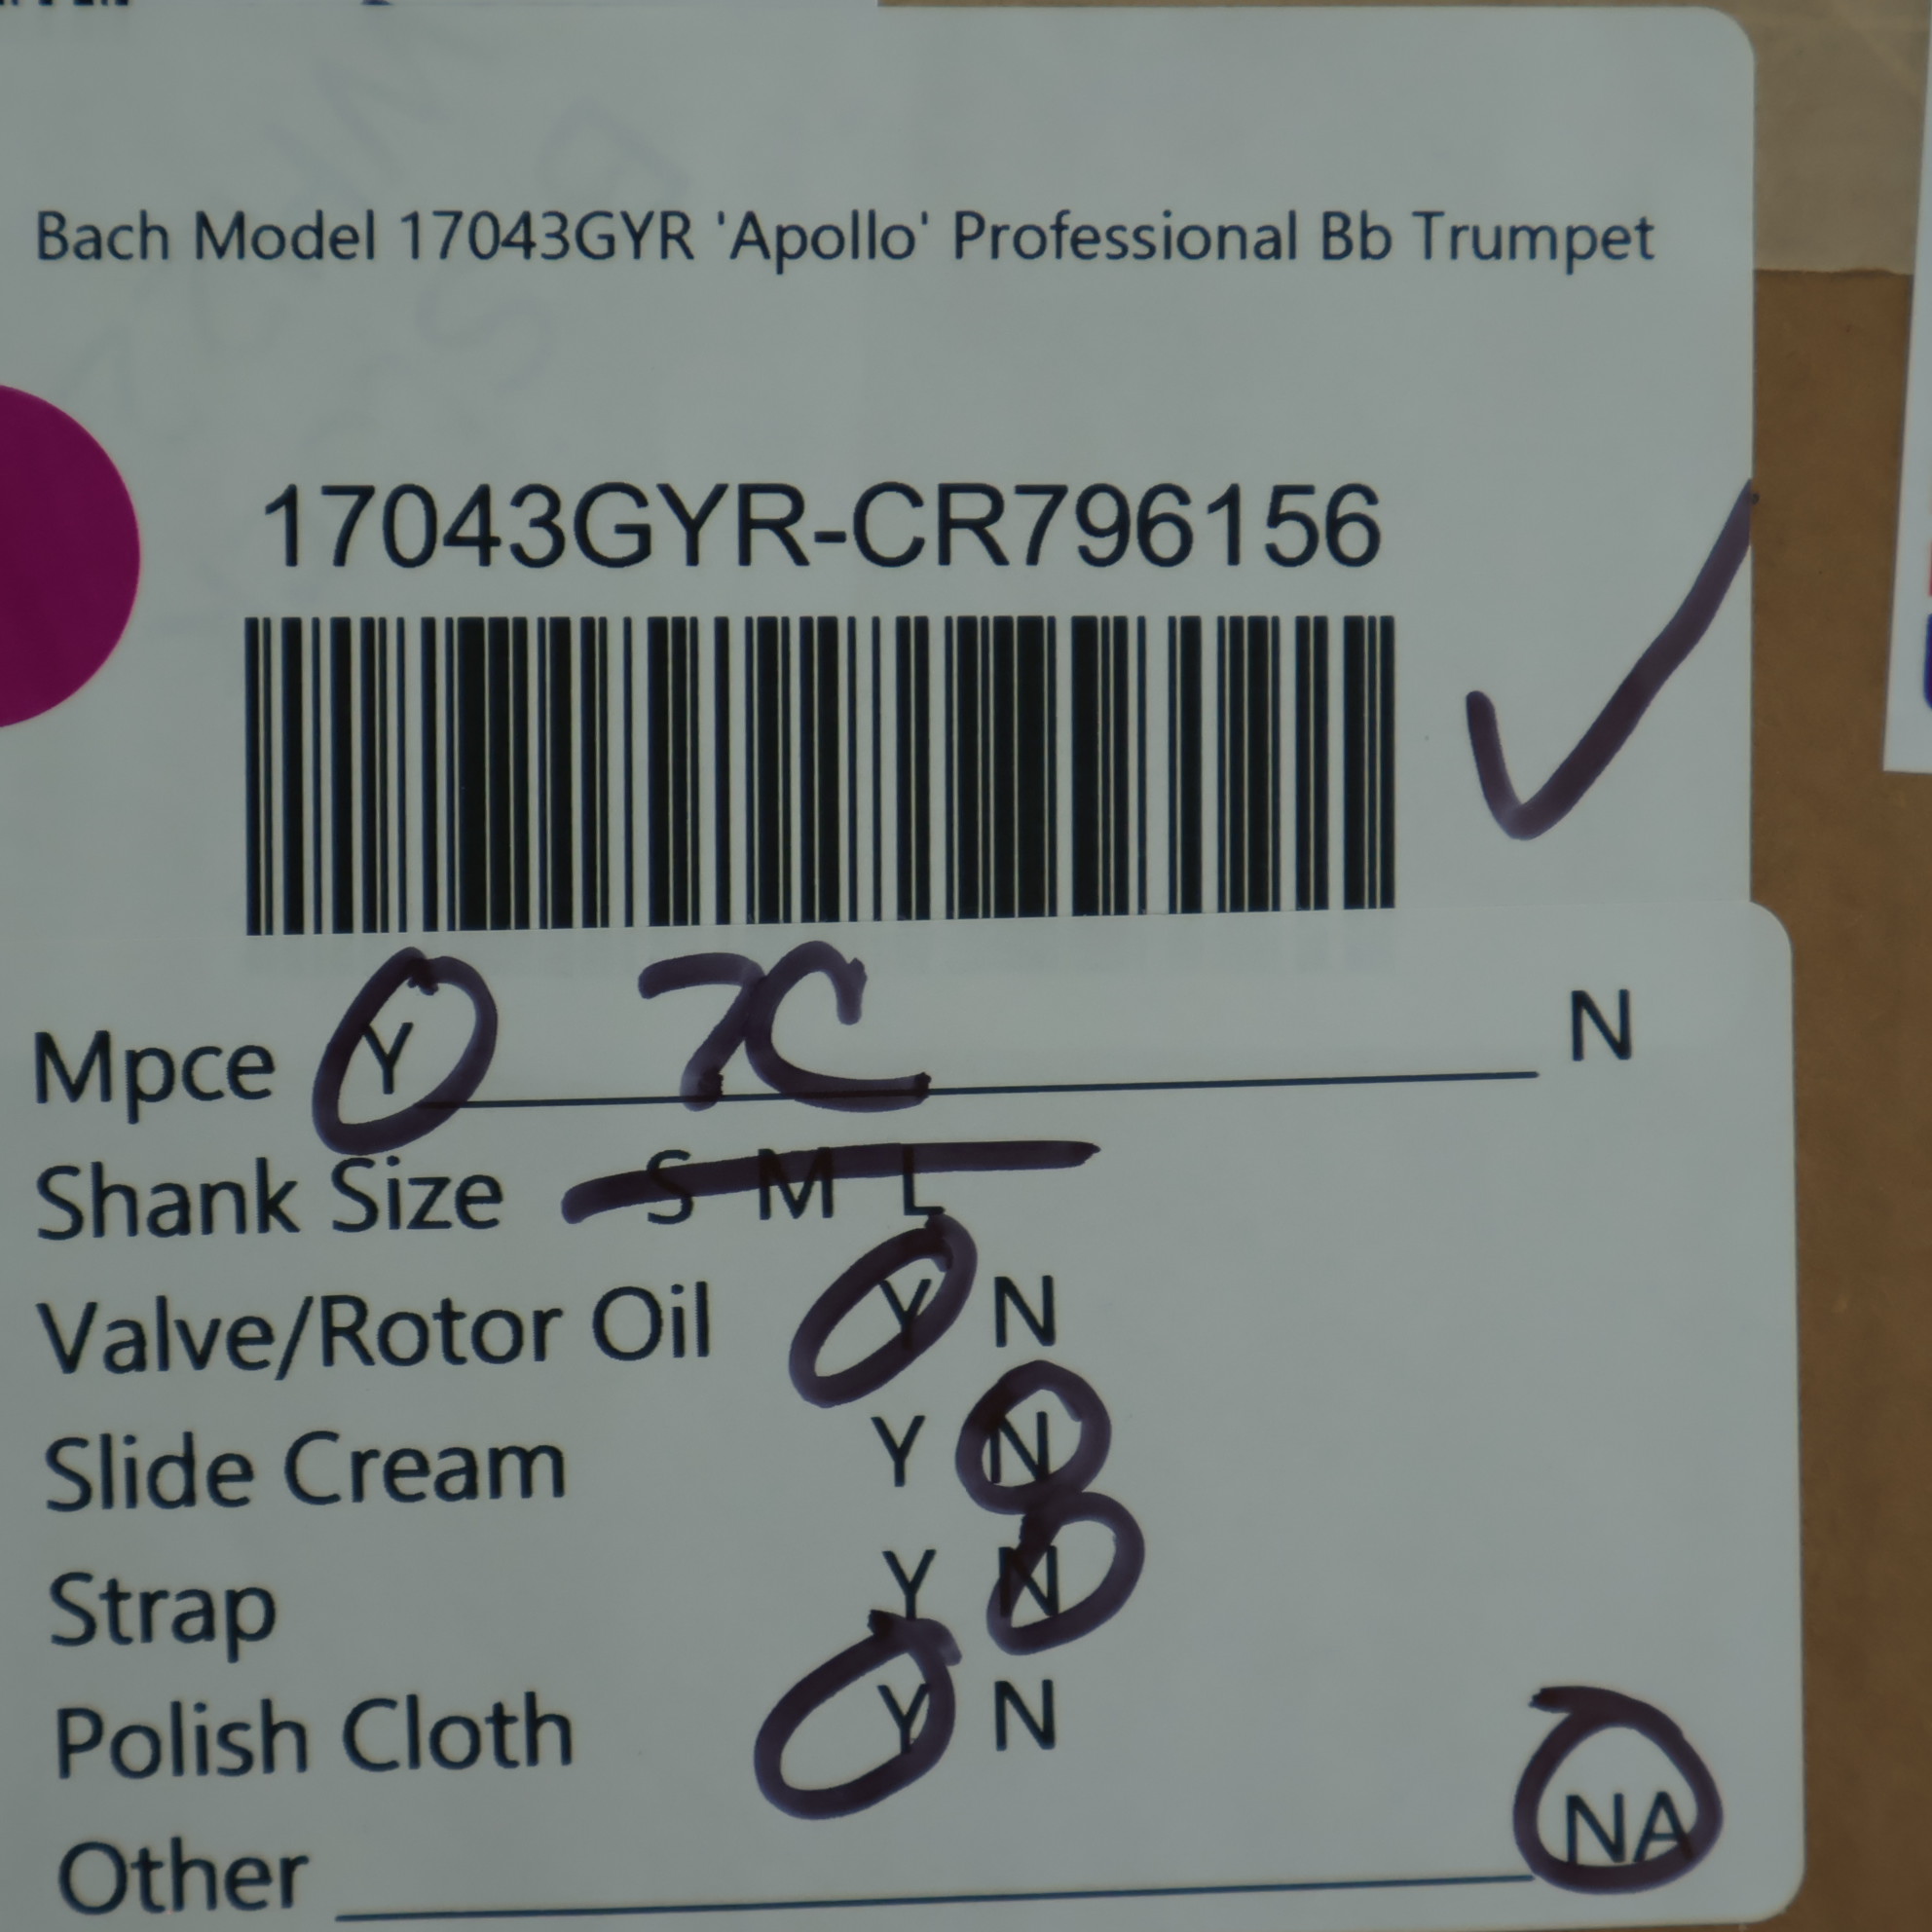 Bach Model 17043GYR 'Apollo' Professional Bb Trumpet
17043GYR-CR796156
Mpce Y 7C N
Shank Size S M L
Valve/Rotor Oil Y N
Slide Cream Y N
Strap Y N
Polish Cloth Y N
Other NA